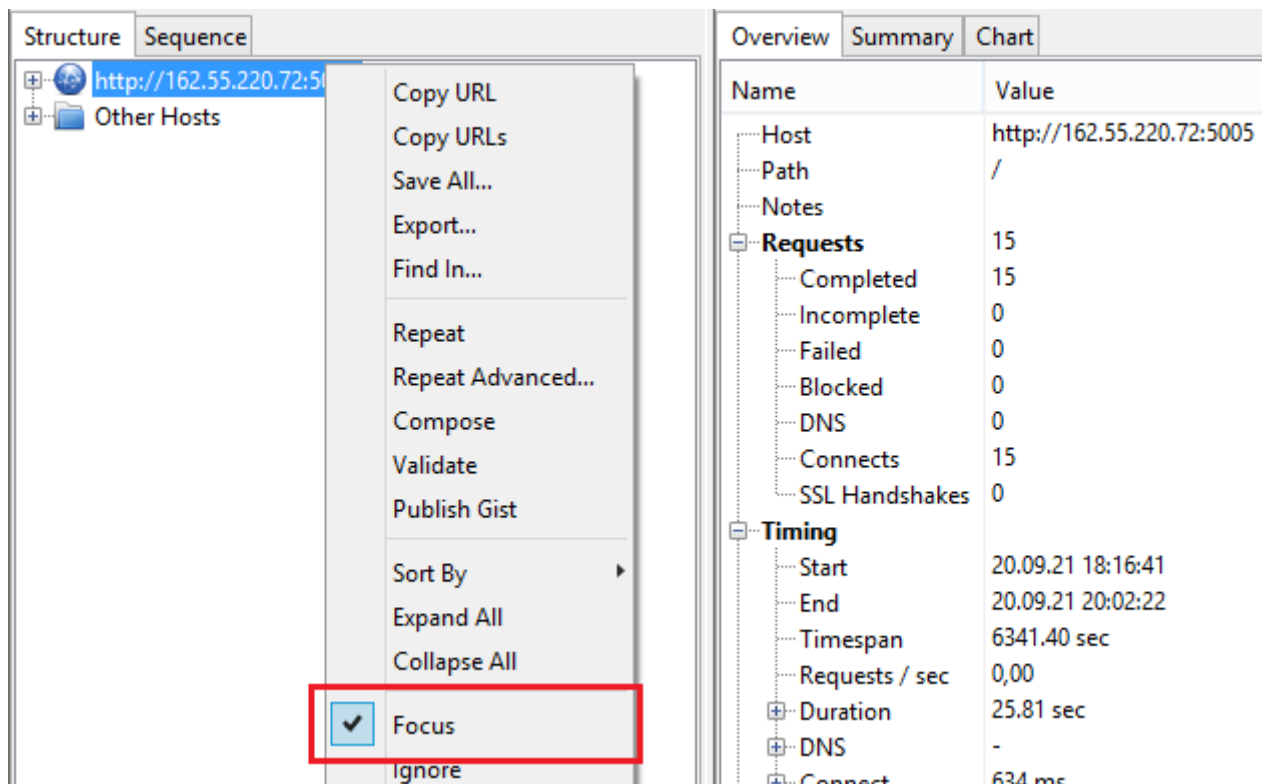 Structure Sequence
http://162.55.220.72:5
Other Hosts
Copy URL
Copy URLs
Save All...
Export...
Find In...
Repeat
Repeat Advanced...
Compose
Validate
Publish Gist
Sort By
Expand All
Collapse All
Focus
Ignore
Overview Summary Chart
Name Value
Host http://162.55.220.72:5005
Path /
Notes
Requests 15
Completed 15
Incomplete 0
Failed 0
Blocked 0
DNS 0
Connects 15
SSL Handshakes 0
Timing
Start 20.09.21 18:16:41
End 20.09.21 20:02:22
Timespan 6341.40 sec
Requests / sec 0,00
Duration 25.81 sec
DNS -
Connect 634 ms